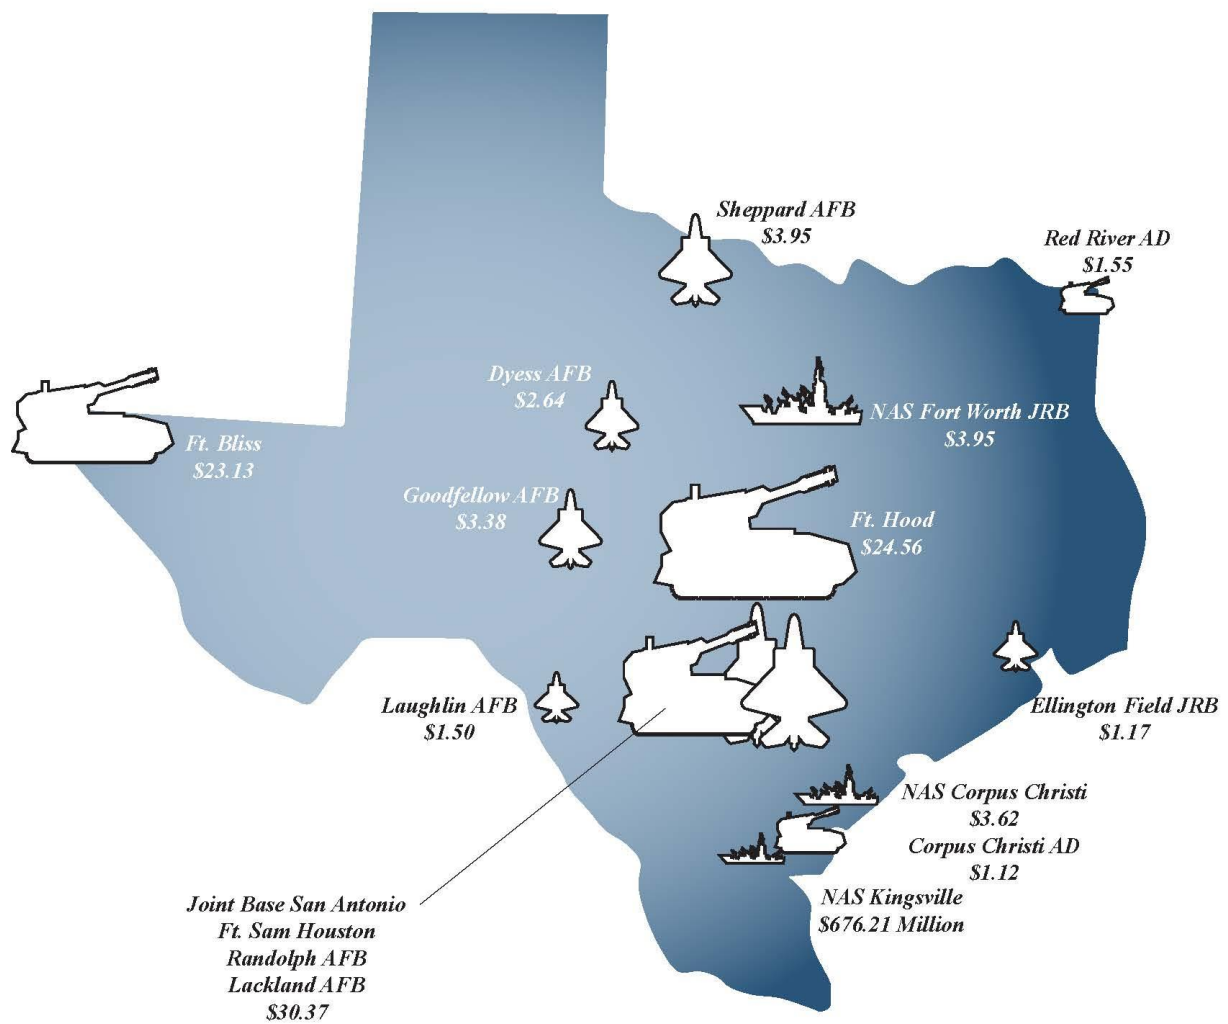 Sheppard AFB
$3.95
Red River AD
$1.55
Dyess AFB
$2.64
NAS Fort Worth JRB
$3.95
Ft. Bliss
$23.13
Goodfellow AFB
$3.38
Ft. Hood
$24.56
Laughlin AFB
$1.50
Ellington Field JRB
$1.17
NAS Corpus Christi
$3.62
Corpus Christi AD
$1.12
NAS Kingsville
$676.21 Million
Joint Base San Antonio
Ft. Sam Houston
Randolph AFB
Lackland AFB
$30.37